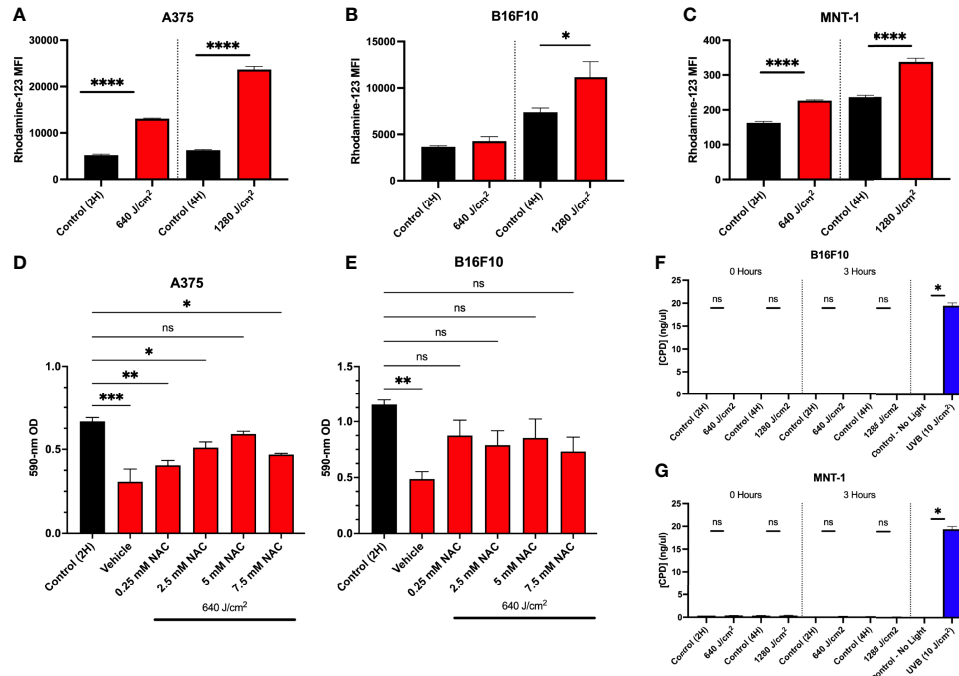 A
A375
Rhodamine-123 MFI
30000
20000
10000
0
****
****
Control (2H)
640 J/cm²
Control (4H)
1280 J/cm²
B
B16F10
Rhodamine-123 MFI
15000
10000
5000
0
*
Control (2H)
640 J/cm²
Control (4H)
1280 J/cm²
C
MNT-1
Rhodamine-123 MFI
400
300
200
100
0
****
****
Control (2H)
640 J/cm²
Control (4H)
1280 J/cm²
D
A375
*
ns
*
**
***
590-nm OD
1.0
0.5
0.0
Control (2H)
Vehicle
0.25 mM NAC
2.5 mM NAC
5 mM NAC
7.5 mM NAC
640 J/cm²
E
B16F10
ns
ns
ns
ns
**
590-nm OD
1.5
1.0
0.5
0.0
Control (2H)
Vehicle
0.25 mM NAC
2.5 mM NAC
5 mM NAC
7.5 mM NAC
640 J/cm²
F
B16F10
0 Hours
3 Hours
[CPD] (ng/ul)
25
20
15
10
5
0
ns
ns
ns
ns
*
Control (2H)
640 J/cm2
Control (4H)
1280 J/cm2
Control (2H)
640 J/cm2
Control (4H)
128# J/cm2
Control - No Light
UVB (10 J/cm²)
G
MNT-1
0 Hours
3 Hours
[CPD] (ng/ul)
25
20
15
10
5
0
ns
ns
ns
ns
*
Control (2H)
640 J/cm²
Control (4H)
1280 J/cm²
Control (2H)
640 J/cm2
Control (4H)
128# J/cm2
Control - No Light
UVB (10 J/cm²)